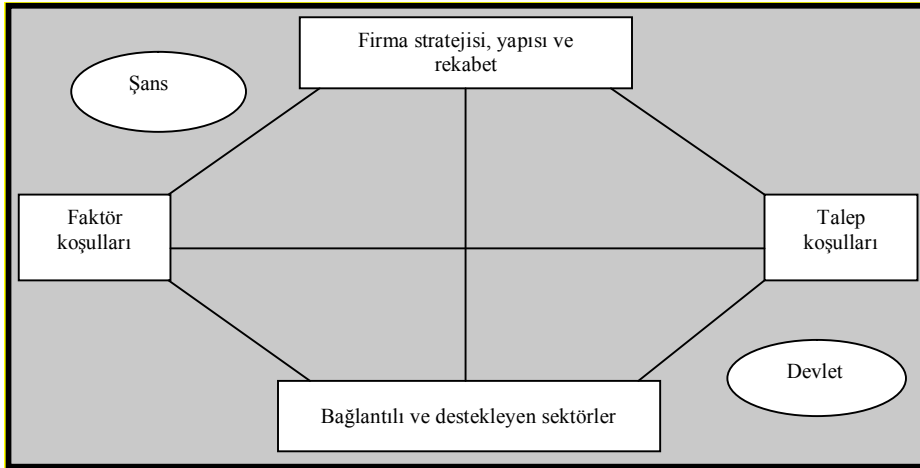 Firma stratejisi, yapısı ve
rekabet
Şans
Faktör
koşulları
Talep
koşulları
Devlet
Bağlantılı ve destekleyen sektörler